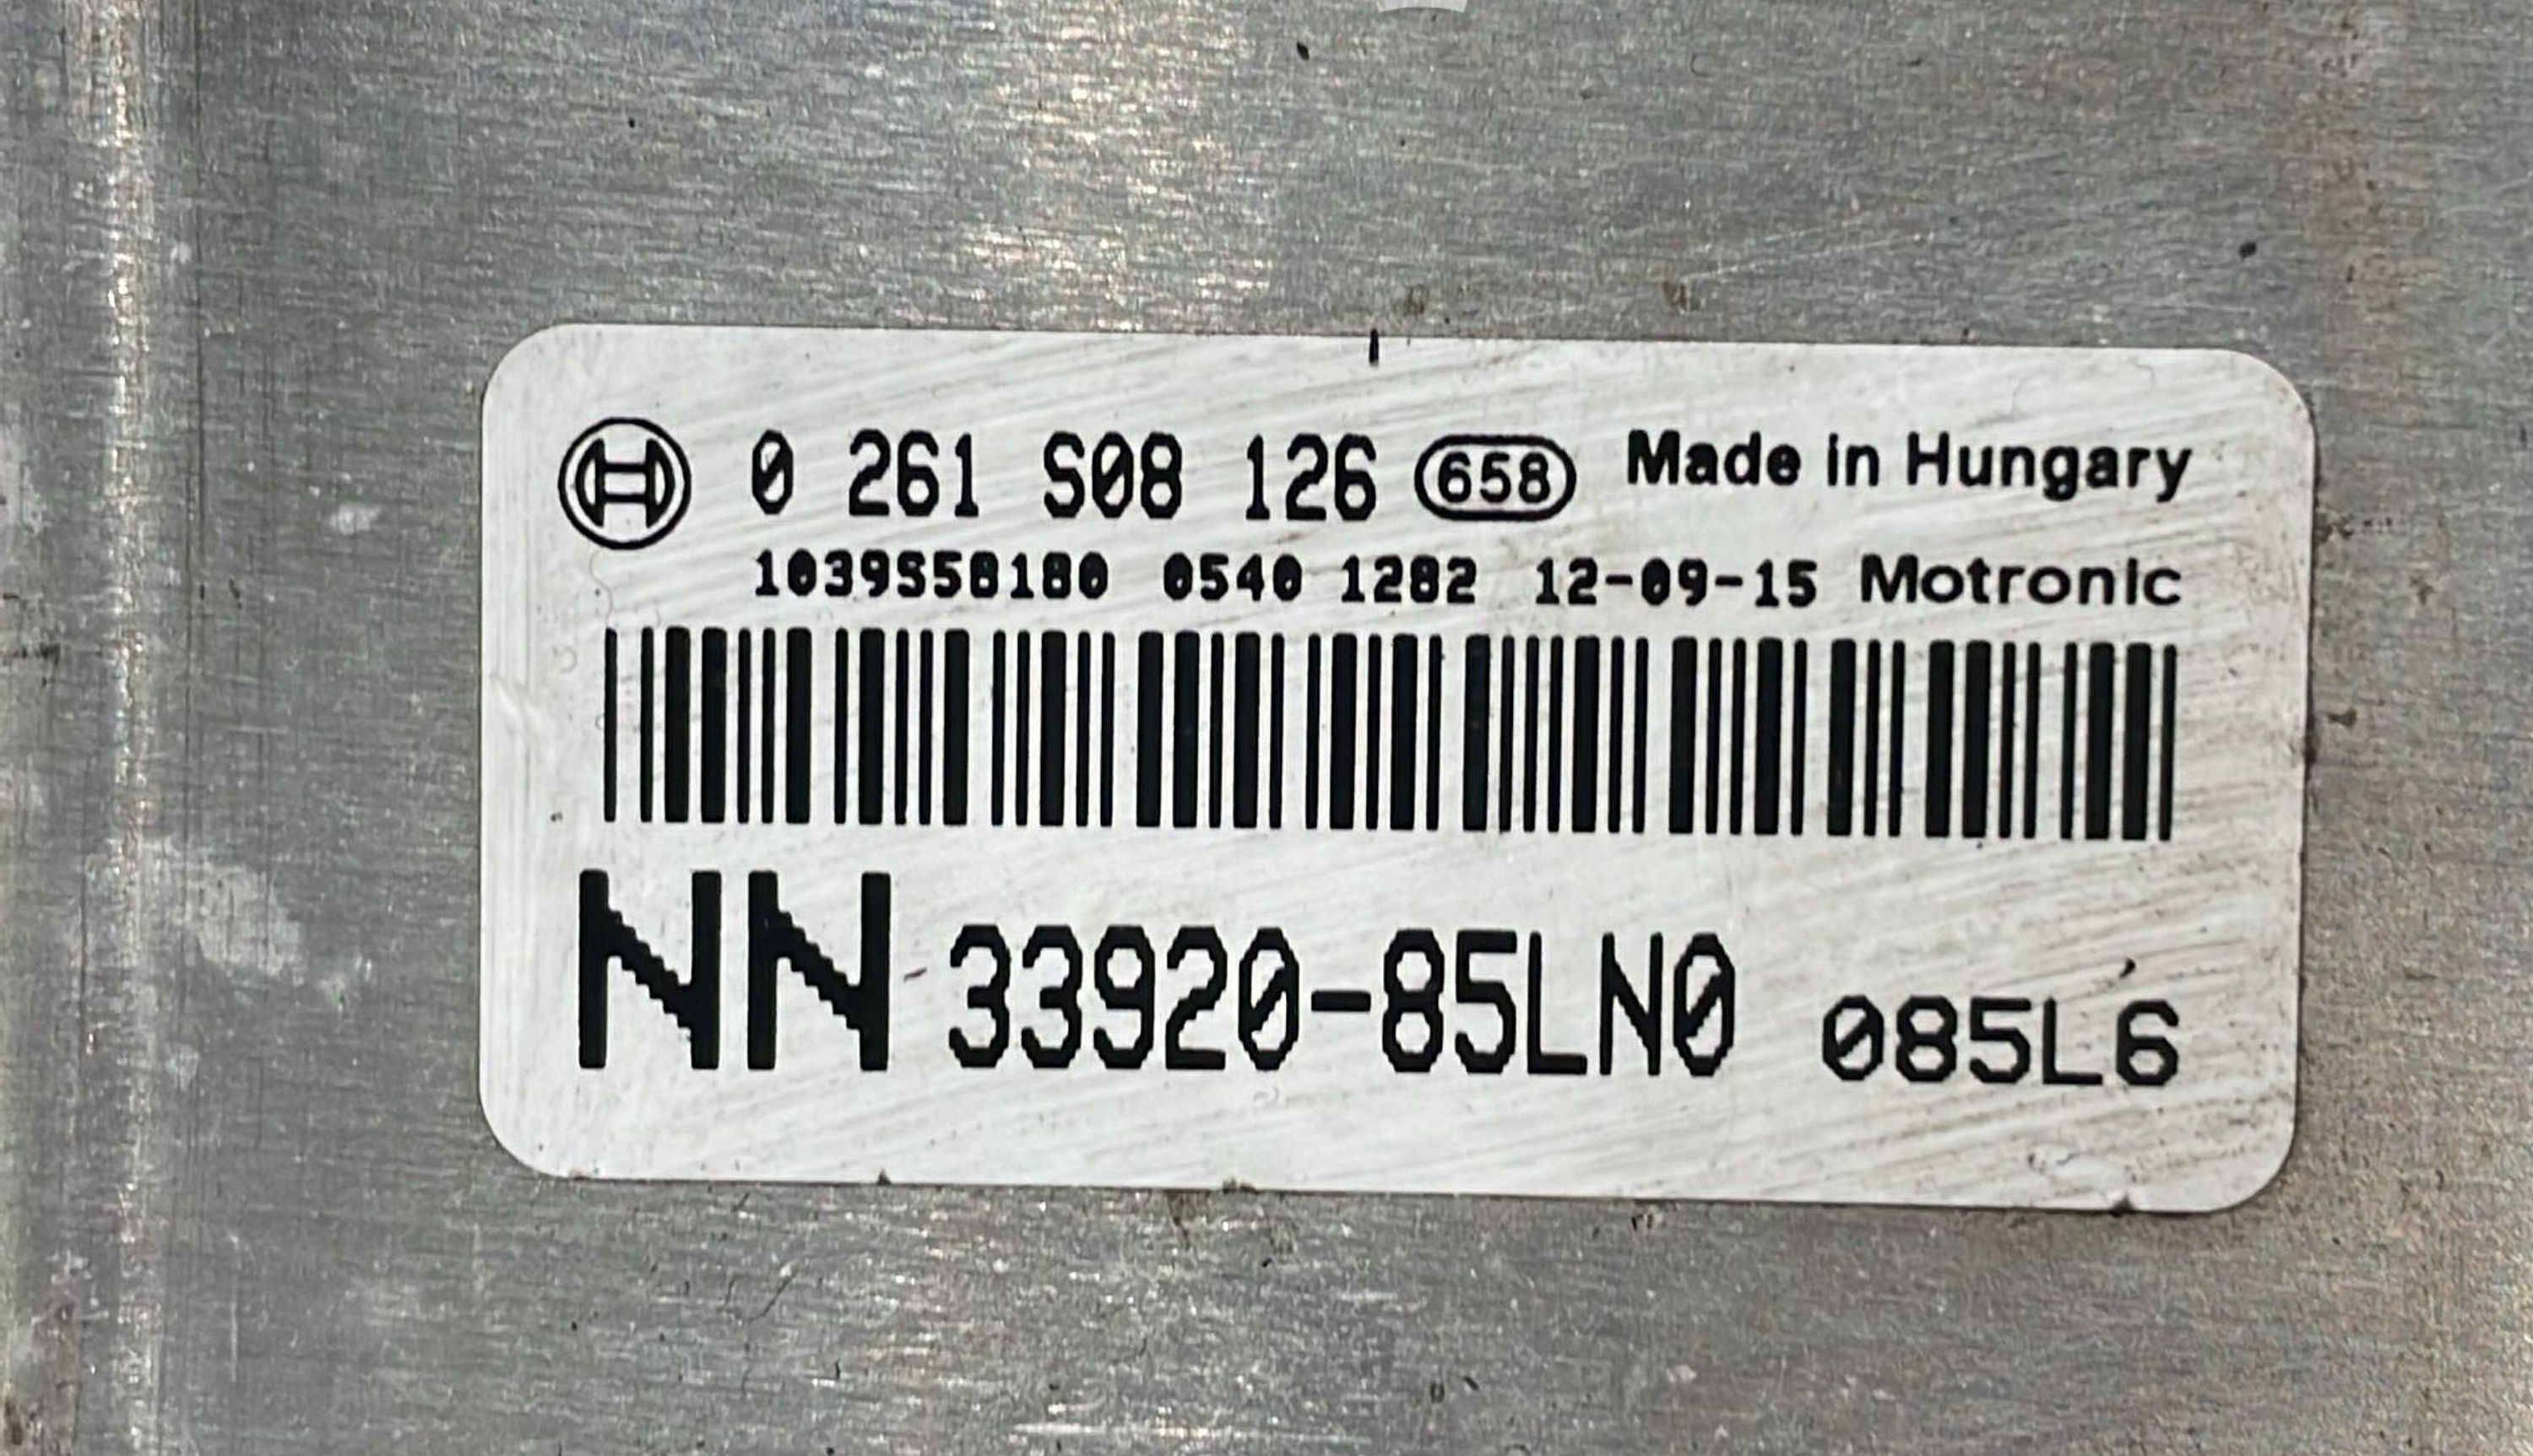 0 261 S08 126 658 Made in Hungary
1039S58180 0540 1282 12-09-15 Motronic
NN 33920-85LN0 085L6